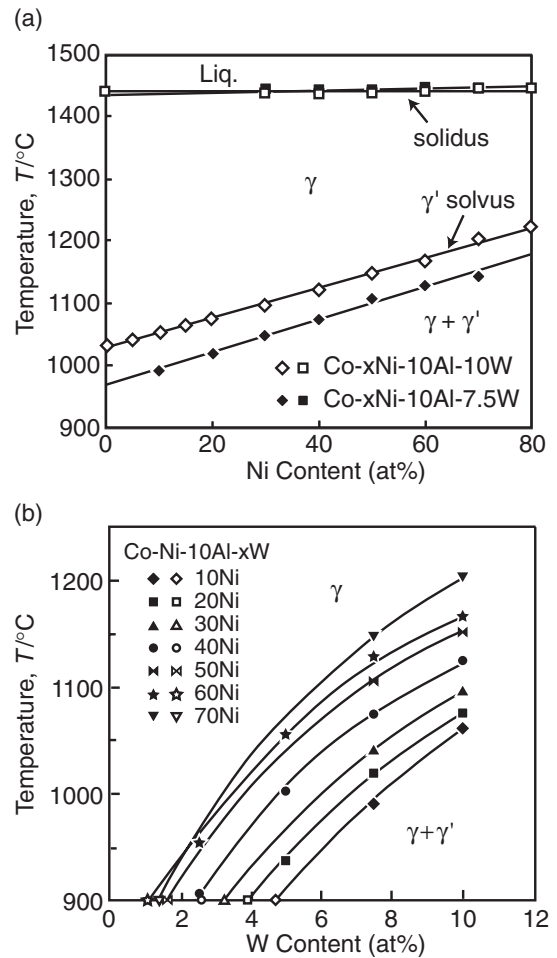 (a)
1500
1400
1300
1200
1100
1000
900
Temperature, T/°C
Liq.
solidus
γ
γ' solvus
γ + γ'
Co-xNi-10Al-10W
Co-xNi-10Al-7.5W
0
20
40
60
80
Ni Content (at%)
(b)
1200
1100
1000
900
Temperature, T/°C
Co-Ni-10Al-xW
10Ni
20Ni
30Ni
40Ni
50Ni
60Ni
70Ni
γ
γ+γ'
0
2
4
6
8
10
12
W Content (at%)